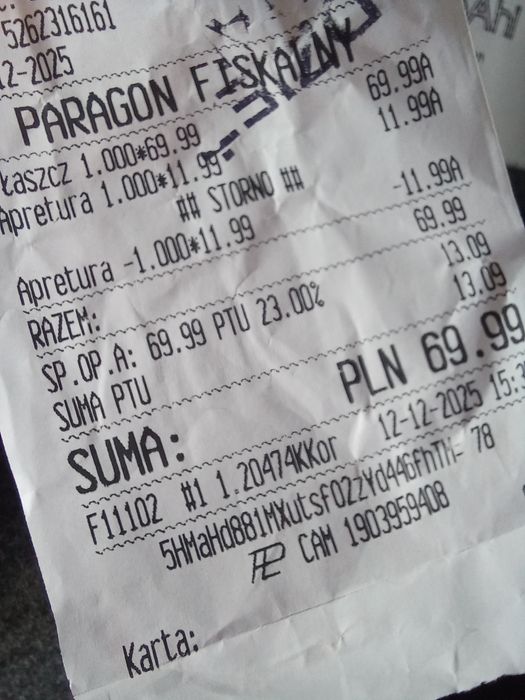 5262316161
12-2025
PARAGON FISKALNY
Łaszcz 1.000*69.99 69.99A
Apretura 1.000*11.99 11.99A
## STORNO ##
Apretura -1.000*11.99 -11.99A
RAZEM: 69.99
SP.OP.A: 69.99 PTU 23.00% 13.09
SUMA PTU 13.09
SUMA: PLN 69.99
F11102 #1 1.20474KKor 12-12-2025 15:3
78
CAM 1903959408
Karta: